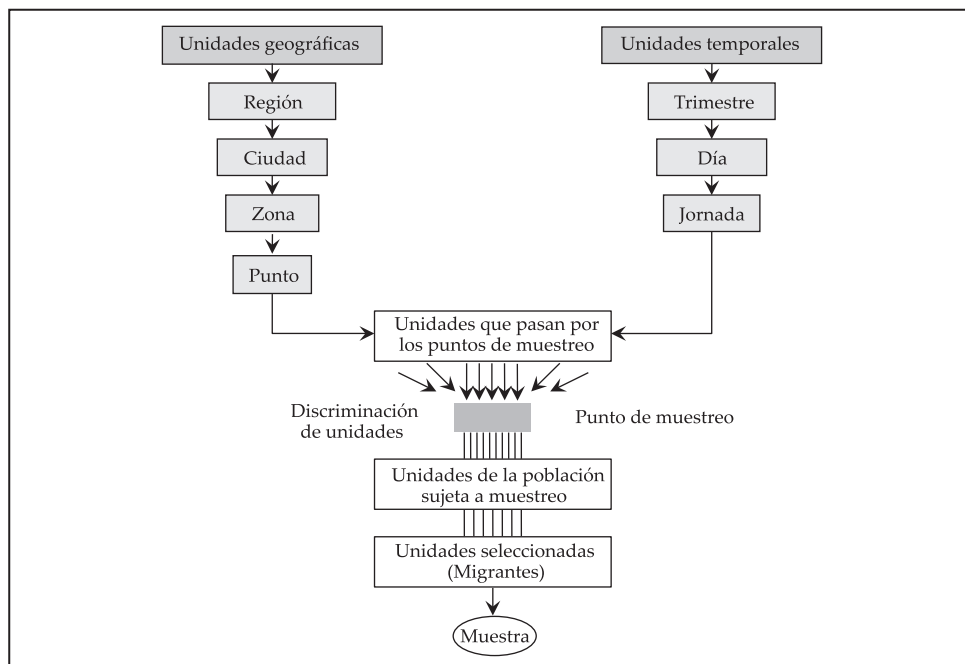 Unidades geográficas
Región
Ciudad
Zona
Punto
Unidades temporales
Trimestre
Día
Jornada
Unidades que pasan por
los puntos de muestreo
Discriminación
de unidades
Punto de muestreo
Unidades de la población
sujeta a muestreo
Unidades seleccionadas
(Migrantes)
Muestra